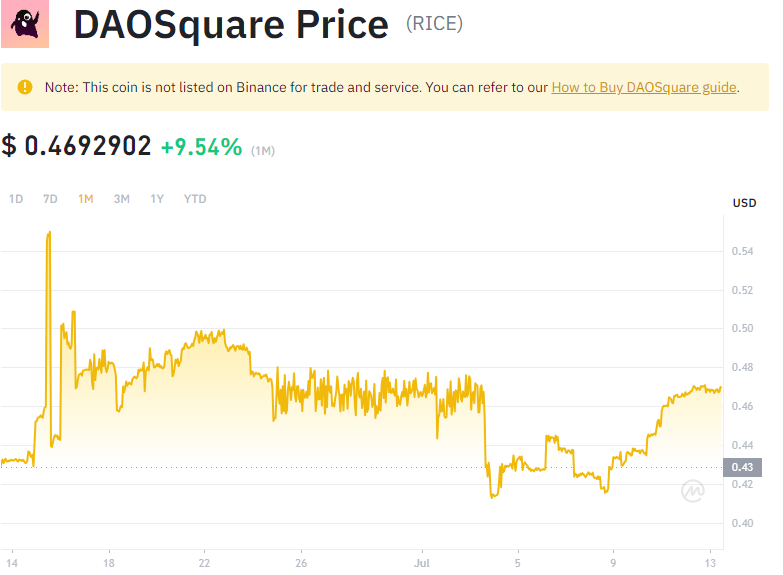 DAOSquare Price (RICE)
Note: This coin is not listed on Binance for trade and service. You can refer to our How to Buy DAOSquare guide.
$ 0.4692902 +9.54% (1M)
1D 7D 1M 3M 1Y YTD
USD
0.54
0.52
0.50
0.48
0.46
0.44
0.43
0.42
0.40
14 18 22 26 Jul 5 9 13